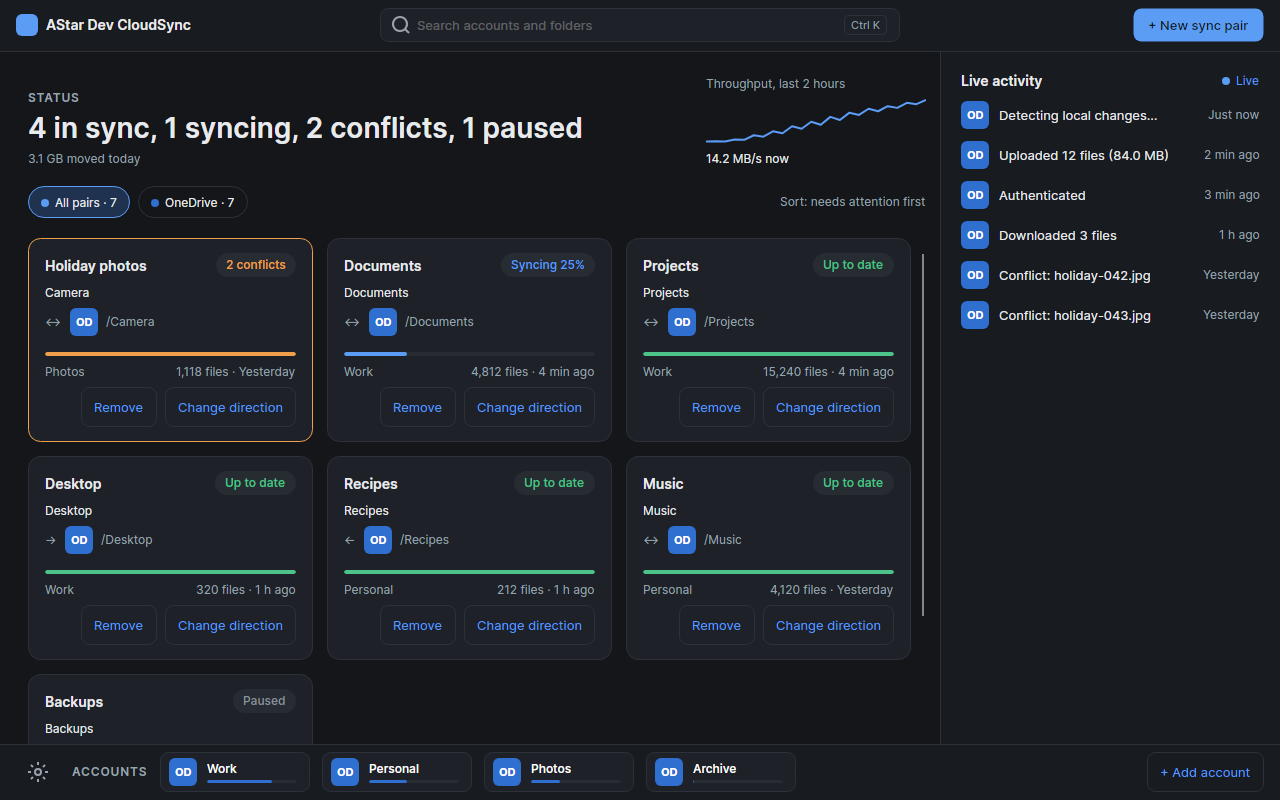 AStar Dev CloudSync
Search accounts and folders
Ctrl K
+ New sync pair
STATUS
4 in sync, 1 syncing, 2 conflicts, 1 paused
3.1 GB moved today
Throughput, last 2 hours
14.2 MB/s now
All pairs · 7
OneDrive · 7
Sort: needs attention first
Holiday photos
2 conflicts
Camera
↔ OD /Camera
Photos
1,118 files · Yesterday
Remove
Change direction
Documents
Syncing 25%
Documents
↔ OD /Documents
Work
4,812 files · 4 min ago
Remove
Change direction
Projects
Up to date
Projects
↔ OD /Projects
Work
15,240 files · 4 min ago
Remove
Change direction
Desktop
Up to date
Desktop
→ OD /Desktop
Work
320 files · 1 h ago
Remove
Change direction
Recipes
Up to date
Recipes
← OD /Recipes
Personal
212 files · 1 h ago
Remove
Change direction
Music
Up to date
Music
↔ OD /Music
Personal
4,120 files · Yesterday
Remove
Change direction
Backups
Paused
Backups
Live activity
Live
OD Detecting local changes... Just now
OD Uploaded 12 files (84.0 MB) 2 min ago
OD Authenticated 3 min ago
OD Downloaded 3 files 1 h ago
OD Conflict: holiday-042.jpg Yesterday
OD Conflict: holiday-043.jpg Yesterday
ACCOUNTS
OD Work
OD Personal
OD Photos
OD Archive
+ Add account